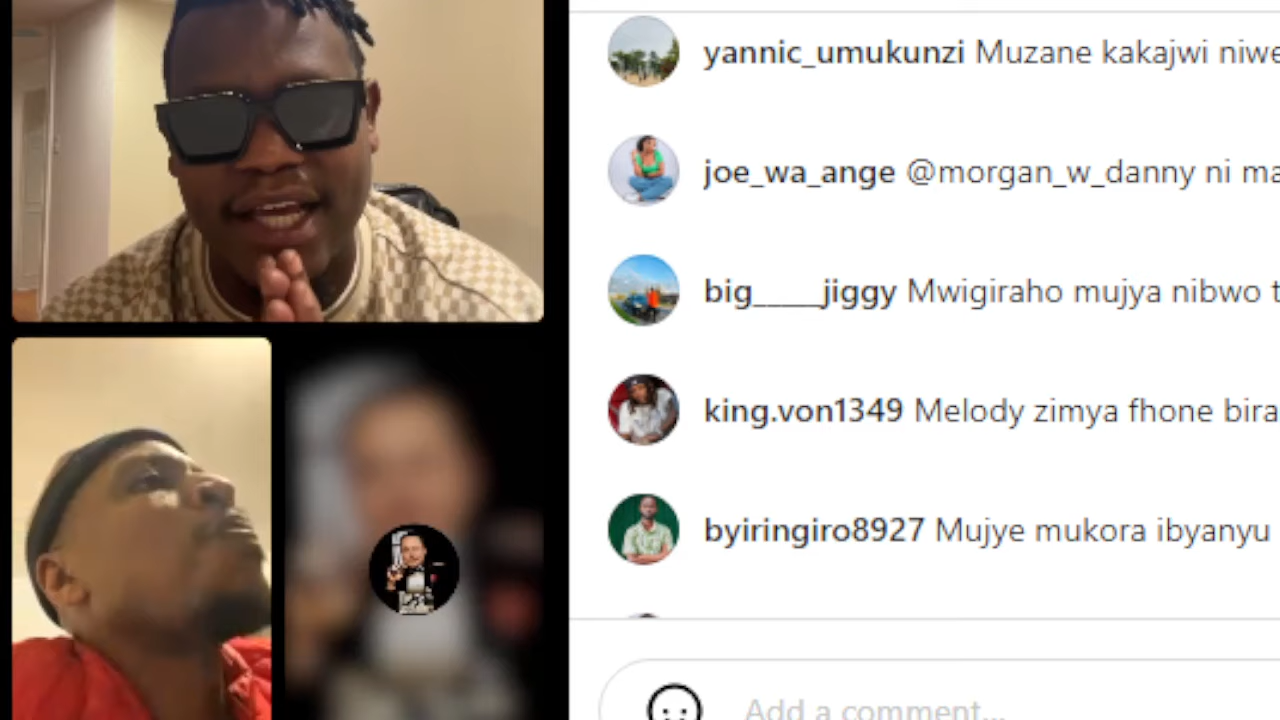 yannic_umukunzi Muzane kakajwi niwe
joe_wa_ange @morgan_w_danny ni ma
big____jiggy Mwigiraho mujya nibwo t
king.von1349 Melody zimya fhone bira
byiringiro8927 Mujye mukora ibyanyu
Add a comment...